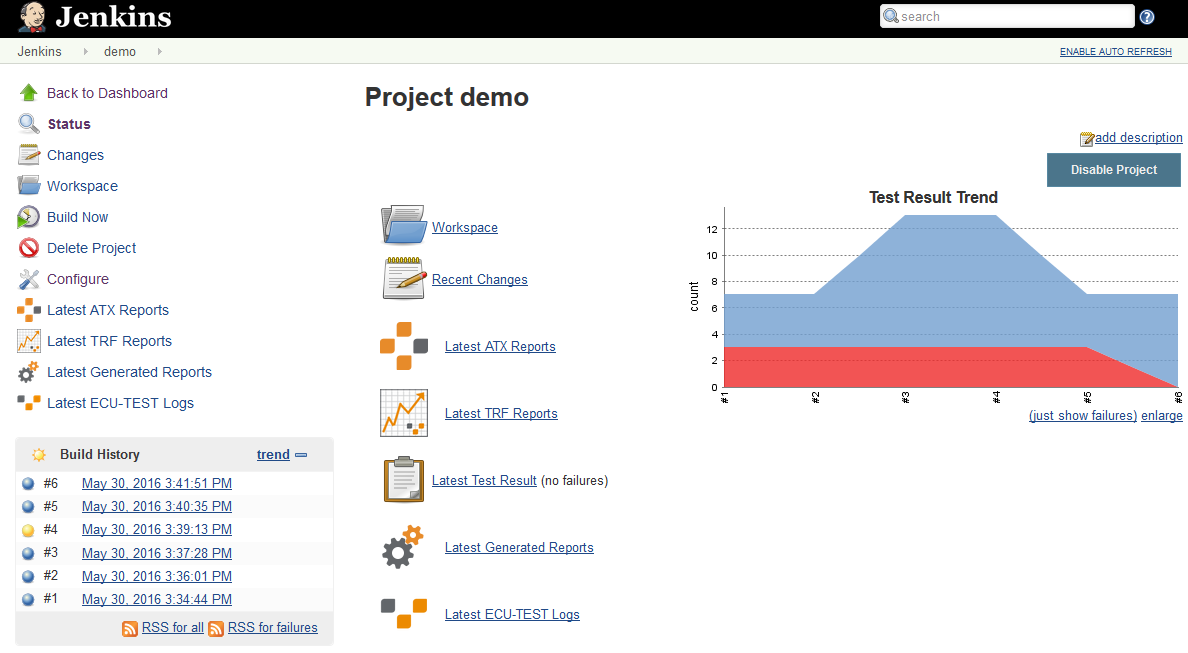 Jenkins
search
Jenkins demo
ENABLE AUTO REFRESH
Back to Dashboard
Status
Changes
Workspace
Build Now
Delete Project
Configure
Latest ATX Reports
Latest TRF Reports
Latest Generated Reports
Latest ECU-TEST Logs
Build History trend
#6 May 30, 2016 3:41:51 PM
#5 May 30, 2016 3:40:35 PM
#4 May 30, 2016 3:39:13 PM
#3 May 30, 2016 3:37:28 PM
#2 May 30, 2016 3:36:01 PM
#1 May 30, 2016 3:34:44 PM
RSS for all RSS for failures
Project demo
add description
Disable Project
Workspace
Recent Changes
Latest ATX Reports
Latest TRF Reports
Latest Test Result (no failures)
Latest Generated Reports
Latest ECU-TEST Logs
Test Result Trend
count
12
10
8
6
4
2
0
#1 #2 #3 #4 #5 #6
(just show failures) enlarge